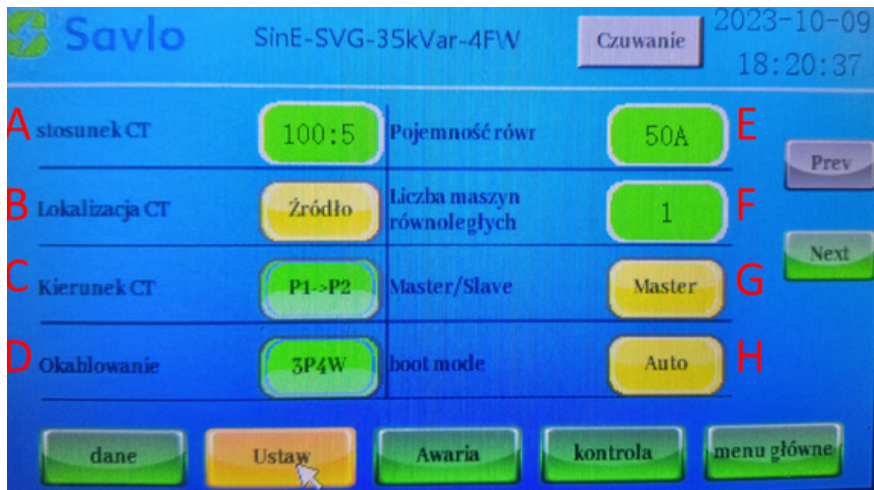 Savlo
SinE-SVG-35kVar-4FW
Czuwanie
2023-10-09
18:20:37
A stosunek CT 100:5 Pojemność równ 50A E
Prev
B Lokalizacja CT Źródło Liczba maszyn
równoległych 1 F
Next
C Kierunek CT P1->P2 Master/Slave Master G
D Okablowanie 3P4W boot mode Auto H
dane Ustaw Awaria kontrola menu główne